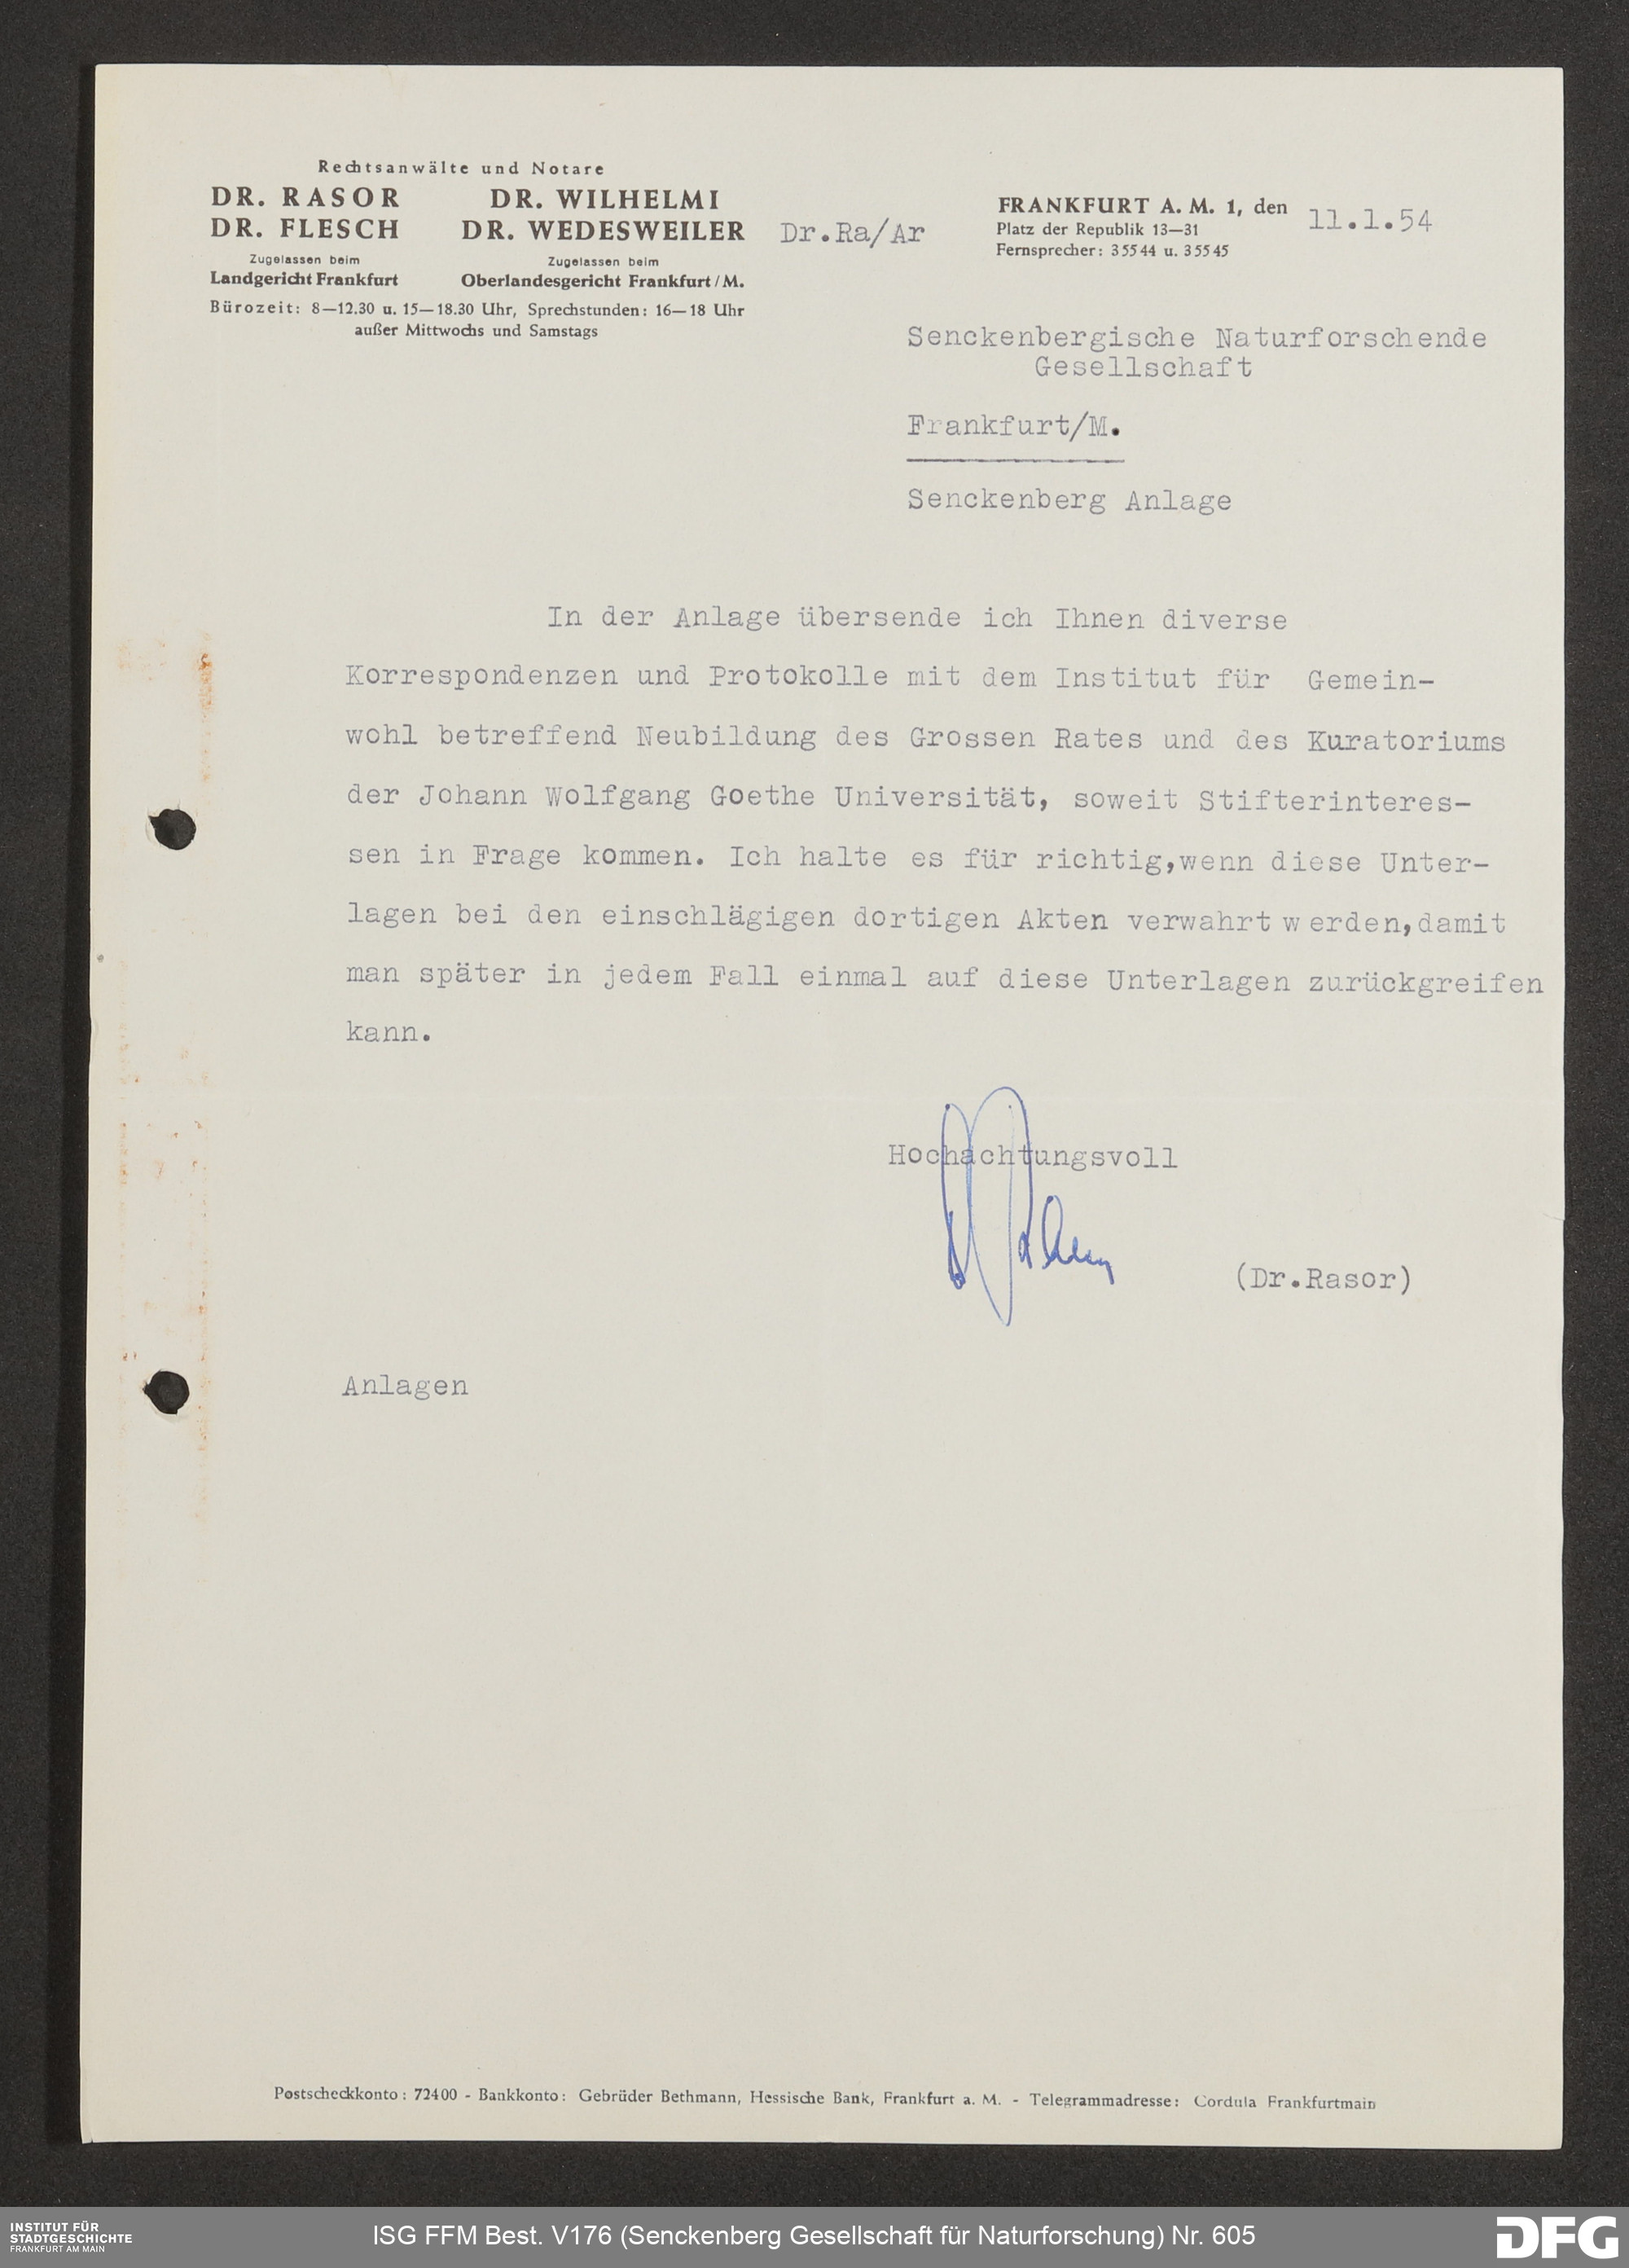 Rechtsanwälte und Notare
DR. RASOR DR. WILHELMI
DR. FLESCH DR. WEDESWEILER Dr.Ra/Ar
Zugelassen beim Zugelassen beim
Landgericht Frankfurt Oberlandesgericht Frankfurt/M.
Bürozeit: 8—12.30 u. 15—18.30 Uhr, Sprechstunden: 16—18 Uhr
außer Mittwochs und Samstags
FRANKFURT A. M. 1, den 11.1.54
Platz der Republik 13—31
Fernsprecher: 35544 u. 35545
Senckenbergische Naturforschende
Gesellschaft
Frankfurt/M.
Senckenberg Anlage
In der Anlage übersende ich Ihnen diverse
Korrespondenzen und Protokolle mit dem Institut für Gemein-
wohl betreffend Neubildung des Grossen Rates und des Kuratoriums
der Johann Wolfgang Goethe Universität, soweit Stifterinteres-
sen in Frage kommen. Ich halte es für richtig,wenn diese Unter-
lagen bei den einschlägigen dortigen Akten verwahrt werden,damit
man später in jedem Fall einmal auf diese Unterlagen zurückgreifen
kann.
Hochachtungsvoll
(Dr.Rasor)
Anlagen
Postscheckkonto: 72400 - Bankkonto: Gebrüder Bethmann, Hessische Bank, Frankfurt a. M. - Telegrammadresse: Cordula Frankfurtmain
INSTITUT FÜR
STADTGESCHICHTE
FRANKFURT AM MAIN
ISG FFM Best. V176 (Senckenberg Gesellschaft für Naturforschung) Nr. 605
DFG